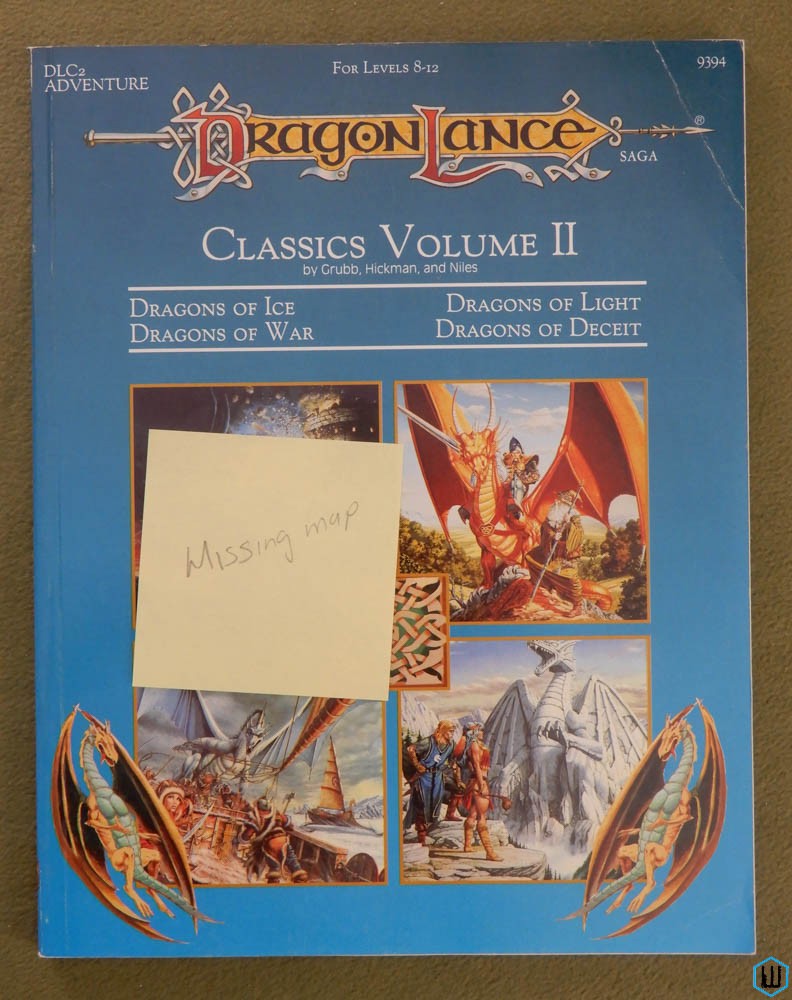 DLC2
ADVENTURE
FOR LEVELS 8-12
9394
DRAGONLANCE®
SAGA
CLASSICS VOLUME II
by Grubb, Hickman, and Niles
DRAGONS OF ICE
DRAGONS OF WAR
DRAGONS OF LIGHT
DRAGONS OF DECEIT
Missing map